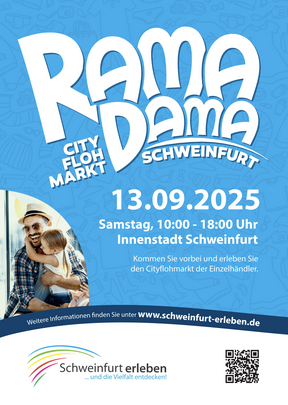 RAMA
DAMA
CITY
FLOH
MARKT
SCHWEINFURT
13.09.2025
Samstag, 10:00 - 18:00 Uhr
Innenstadt Schweinfurt
Kommen Sie vorbei und erleben Sie
den Cityflohmarkt der Einzelhändler.
Weitere Informationen finden Sie unter www.schweinfurt-erleben.de
Schweinfurt erleben
... und die Vielfalt entdecken!